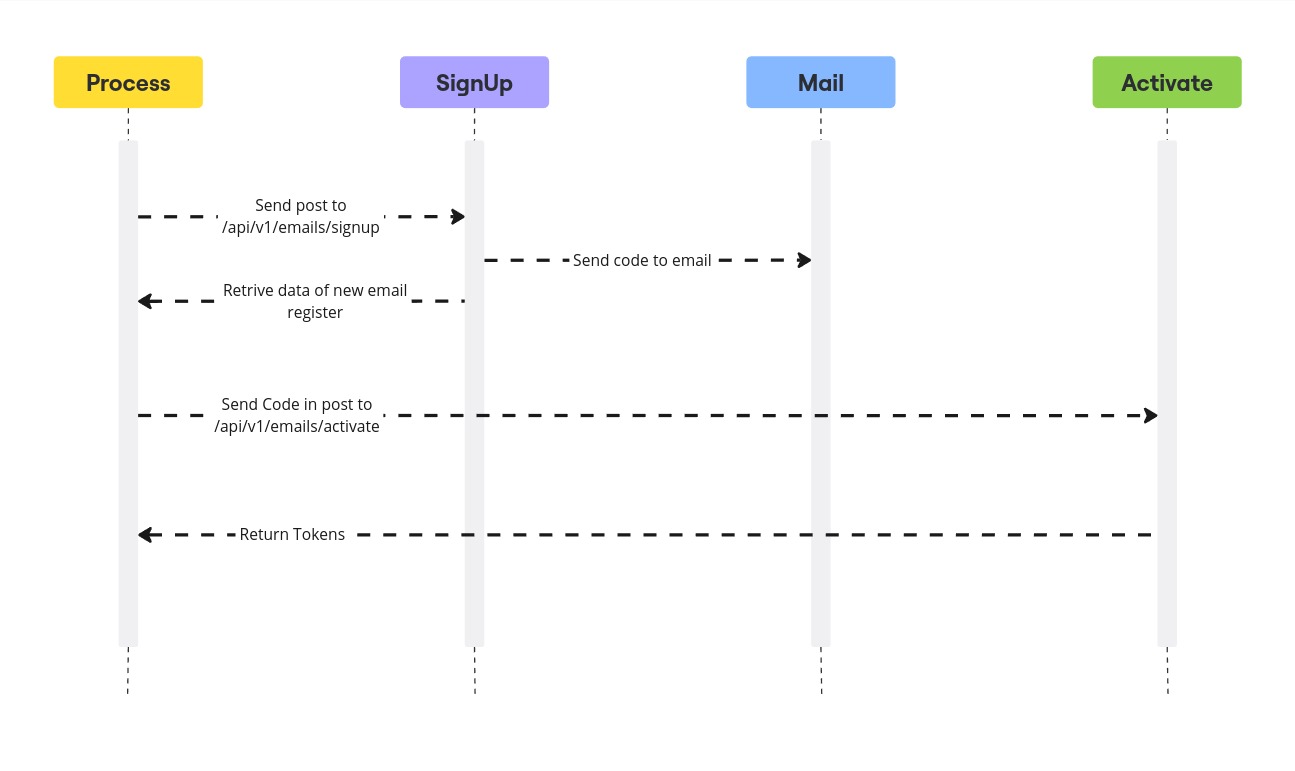 Process
SignUp
Mail
Activate
Send post to
/api/v1/emails/signup
Send code to email
Retrive data of new email
register
Send Code in post to
/api/v1/emails/activate
Return Tokens